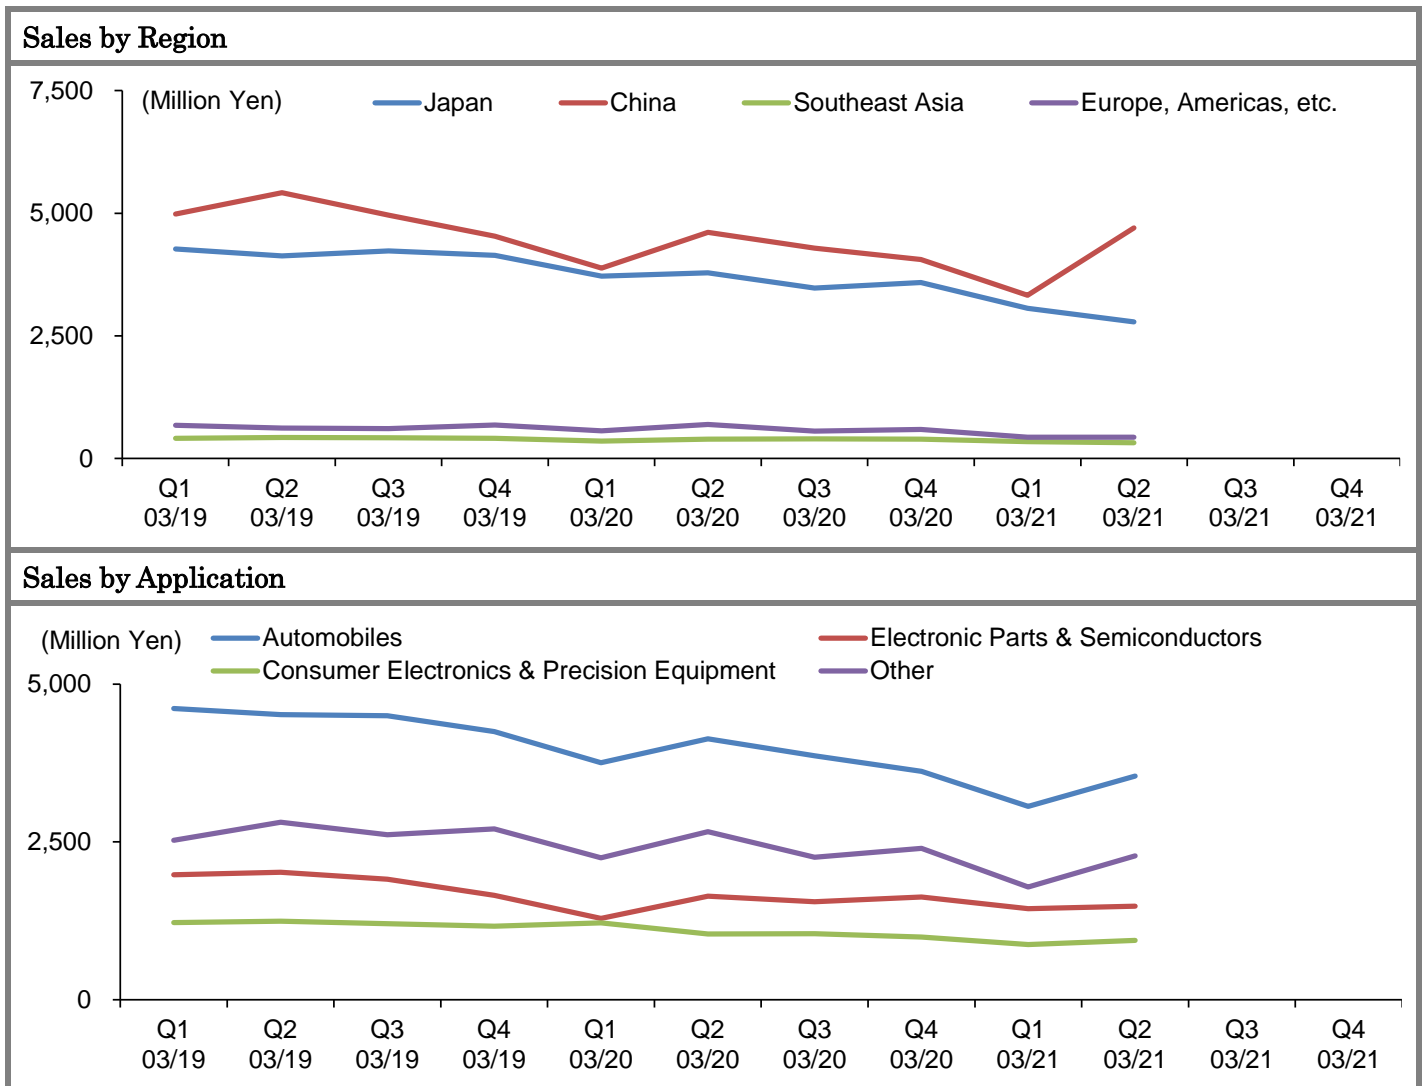 Sales by Region
7,500
(Million Yen) Japan China Southeast Asia Europe, Americas, etc.
5,000
2,500
0
Q1 Q2 Q3 Q4 Q1 Q2 Q3 Q4 Q1 Q2 Q3 Q4
03/19 03/19 03/19 03/19 03/20 03/20 03/20 03/20 03/21 03/21 03/21 03/21
Sales by Application
(Million Yen) Automobiles Electronic Parts & Semiconductors
Consumer Electronics & Precision Equipment Other
5,000
2,500
0
Q1 Q2 Q3 Q4 Q1 Q2 Q3 Q4 Q1 Q2 Q3 Q4
03/19 03/19 03/19 03/19 03/20 03/20 03/20 03/20 03/21 03/21 03/21 03/21